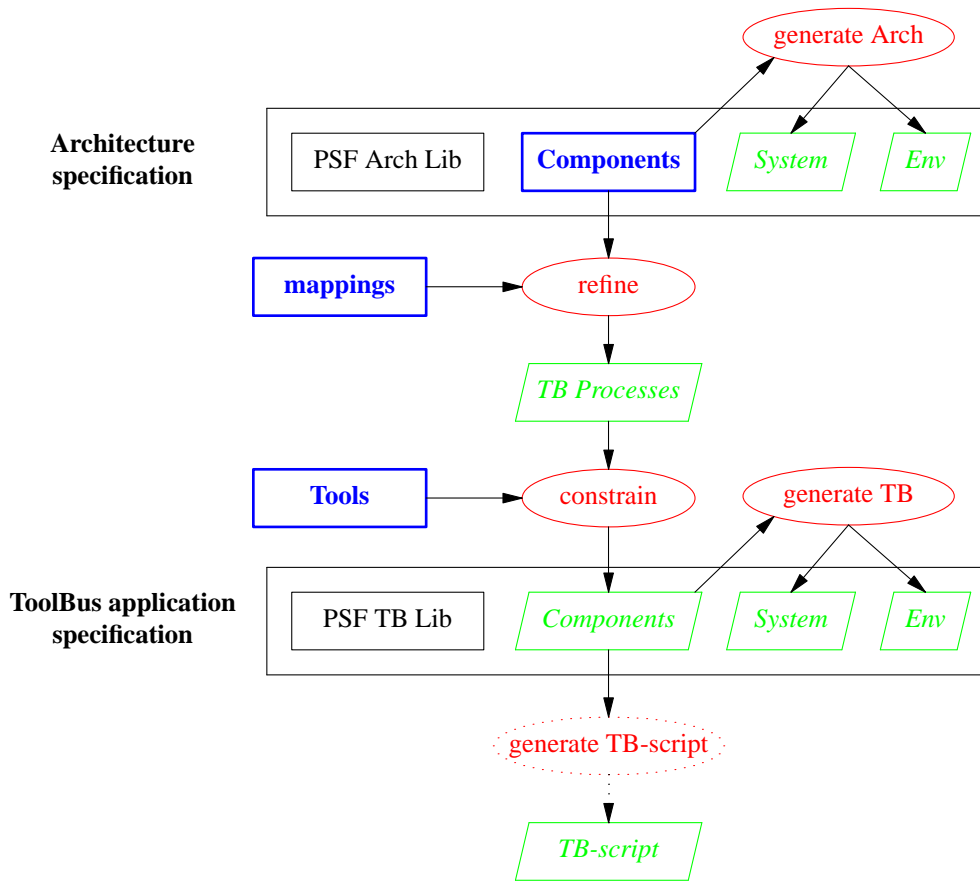 generate Arch
Architecture
specification
PSF Arch Lib
Components
System
Env
mappings
refine
TB Processes
Tools
constrain
generate TB
ToolBus application
specification
PSF TB Lib
Components
System
Env
generate TB-script
TB-script